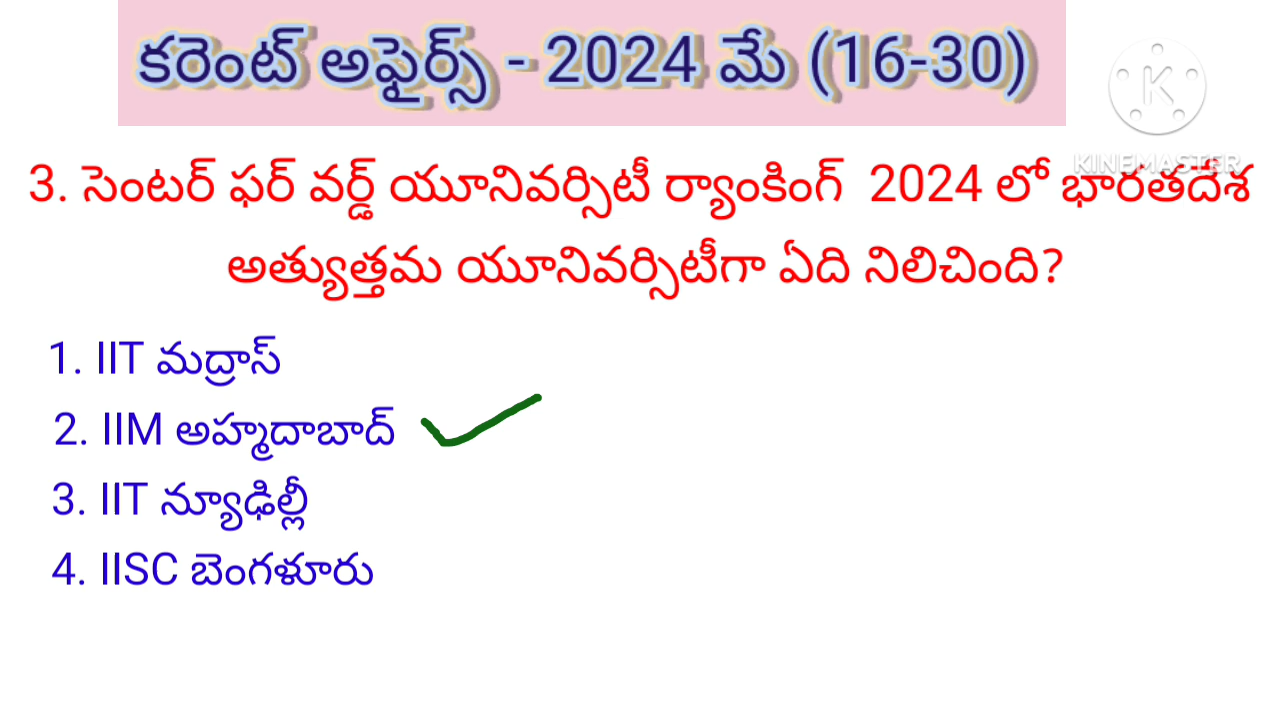 కరెంట్ అఫైర్స్ - 2024 మే (16-30)
K
KINEMASTER
3. సెంటర్ ఫర్ వర్డ్ యూనివర్సిటీ ర్యాంకింగ్ 2024 లో భారతదేశ
అత్యుత్తమ యూనివర్సిటీగా ఏది నిలిచింది?
1. IIT మద్రాస్
2. IIM అహ్మదాబాద్
3. IIT న్యూఢిల్లీ
4. IISC బెంగళూరు